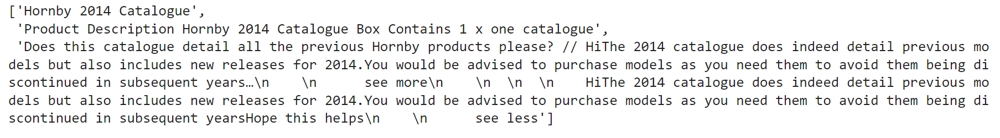 ['Hornby 2014 Catalogue',
 'Product Description Hornby 2014 Catalogue Box Contains 1 x one catalogue',
 'Does this catalogue detail all the previous Hornby products please? // HiThe 2014 catalogue does indeed detail previous mo
dels but also includes new releases for 2014.You would be advised to purchase models as you need them to avoid them being di
scontinued in subsequent years…\n    \n      see more\n    \n  \n  \n    HiThe 2014 catalogue does indeed detail previous mo
dels but also includes new releases for 2014.You would be advised to purchase models as you need them to avoid them being di
scontinued in subsequent yearsHope this helps\n    \n      see less']